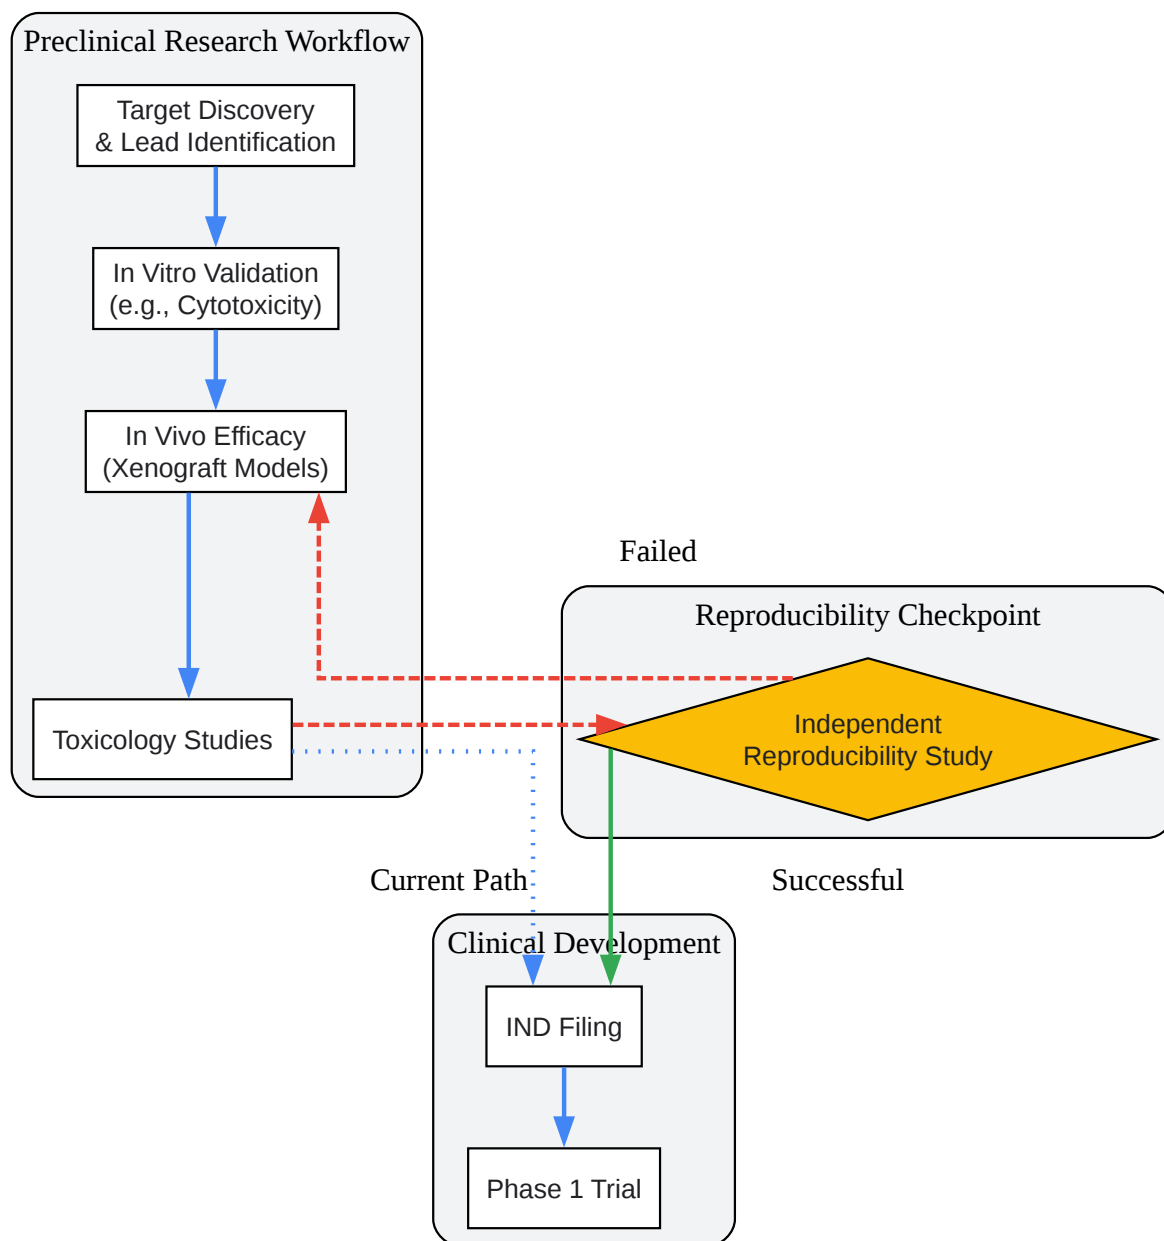 Preclinical Research Workflow
Target Discovery
& Lead Identification
In Vitro Validation
(e.g., Cytotoxicity)
In Vivo Efficacy
(Xenograft Models)
Failed
Reproducibility Checkpoint
Independent
Reproducibility Study
Toxicology Studies
Current Path
Successful
Clinical Development
IND Filing
Phase 1 Trial